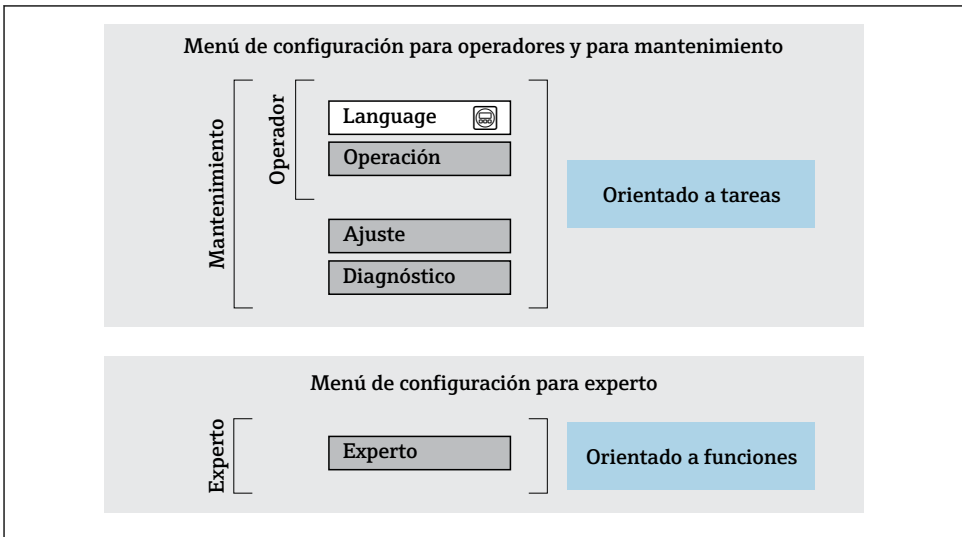 Menú de configuración para operadores y para mantenimiento
Mantenimiento
Operador
Language
Operación
Ajuste
Diagnóstico
Orientado a tareas
Menú de configuración para experto
Experto
Experto
Orientado a funciones